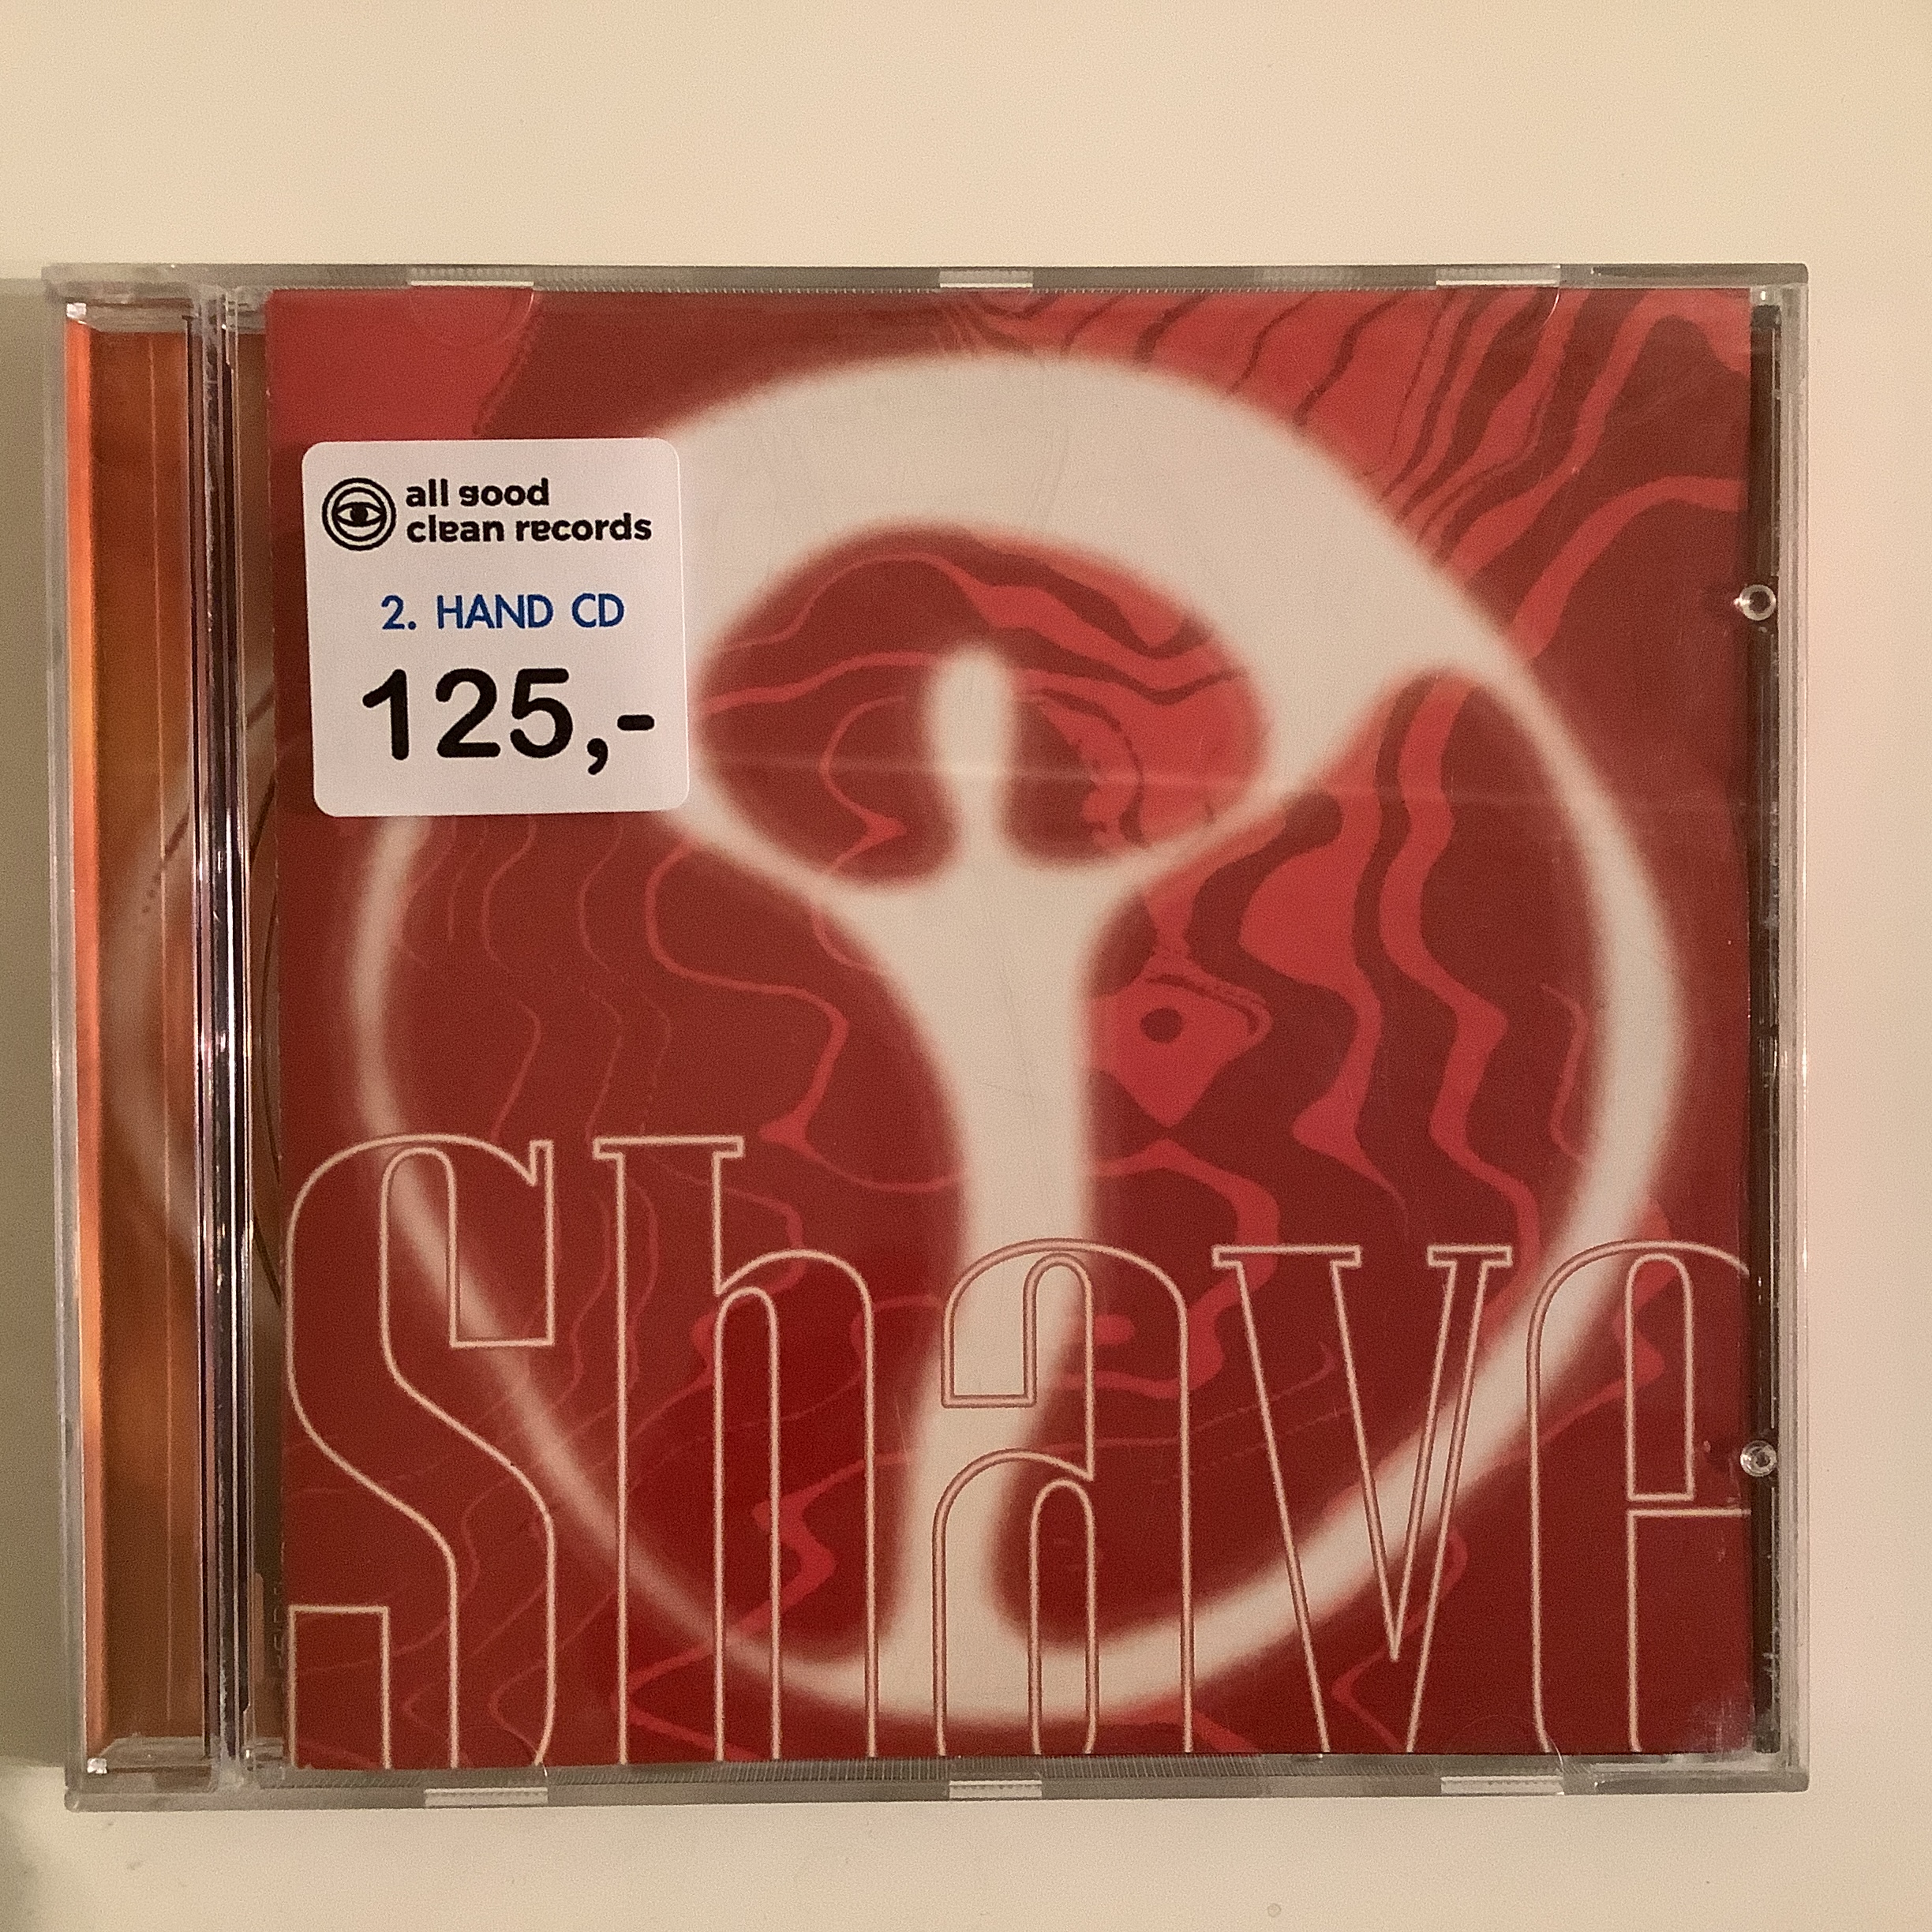 all good
clean records
2. HAND CD
125,-
Shave